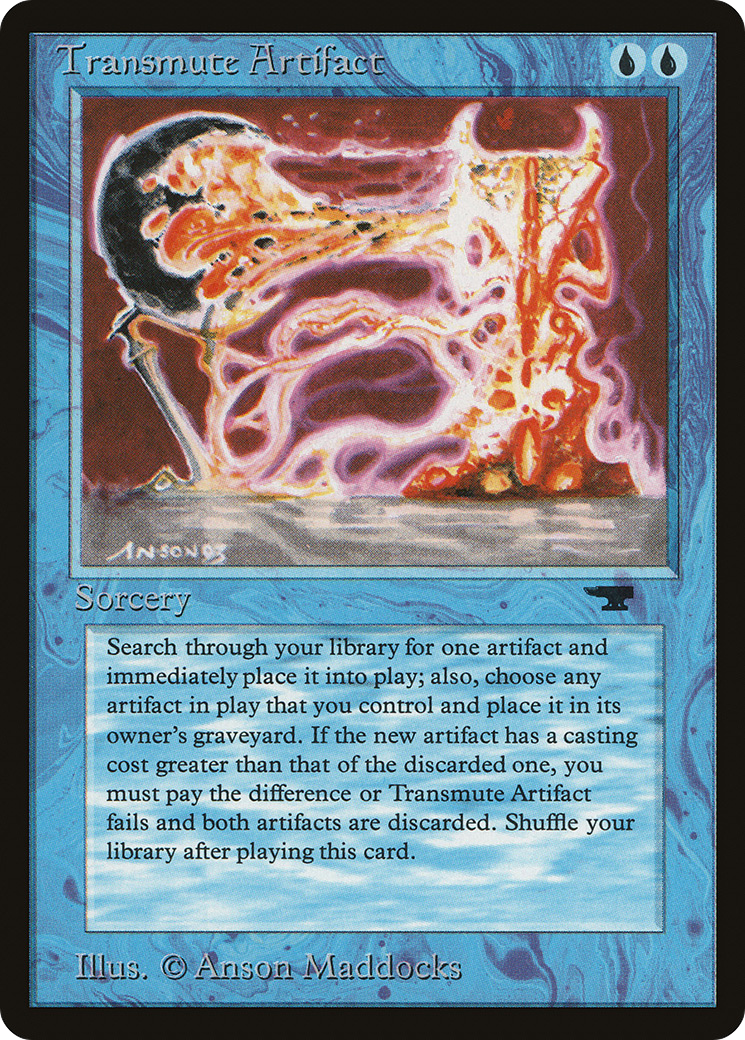 Transmute Artifact
ANSON 93
Sorcery
Search through your library for one artifact and
immediately place it into play; also, choose any
artifact in play that you control and place it in its
owner's graveyard. If the new artifact has a casting
cost greater than that of the discarded one, you
must pay the difference or Transmute Artifact
fails and both artifacts are discarded. Shuffle your
library after playing this card.
Illus. © Anson Maddocks